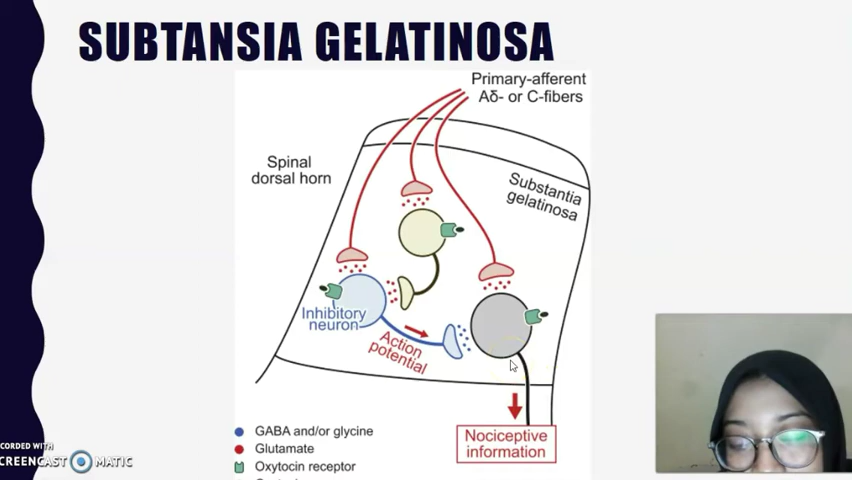 SUBTANSIA GELATINOSA
Primary-afferent
Aδ- or C-fibers
Spinal
dorsal horn
Substantia
gelatinosa
Inhibitory
neuron
Action
potential
Nociceptive
information
GABA and/or glycine
Glutamate
Oxytocin receptor
CORDED WITH
CREENCAST MATIC